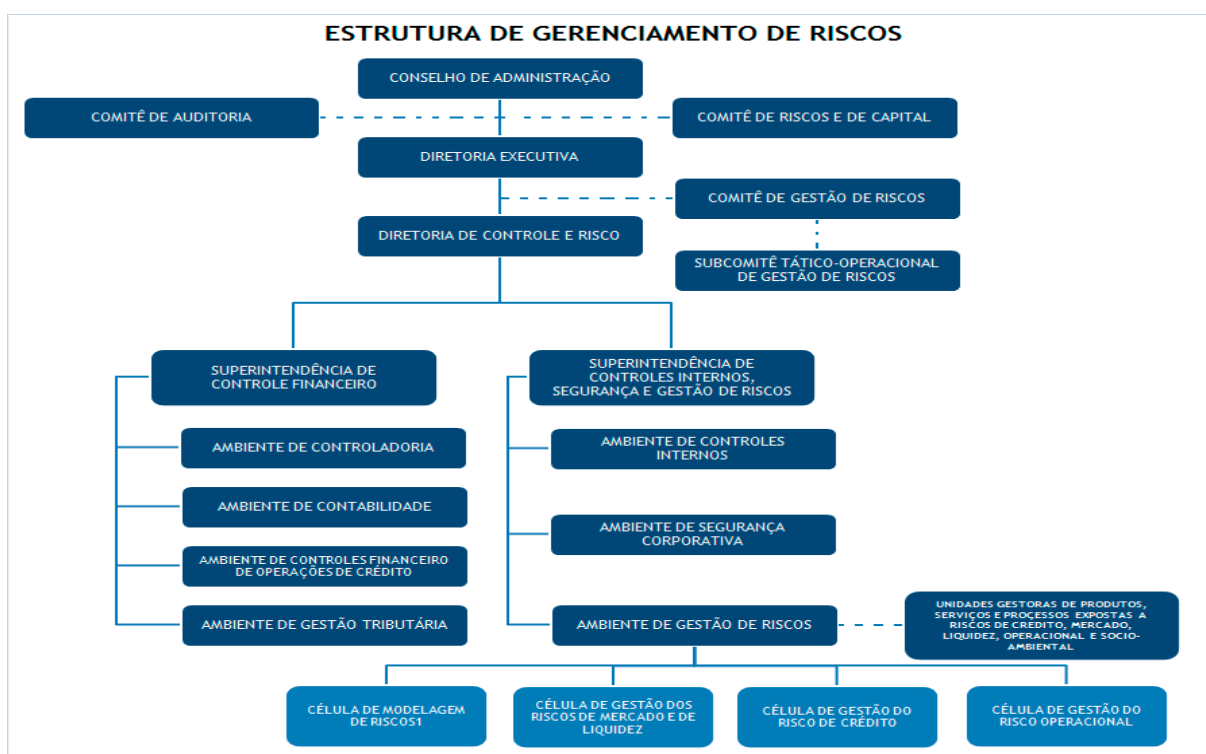 ESTRUTURA DE GERENCIAMENTO DE RISCOS
CONSELHO DE ADMINISTRAÇÃO
COMITÊ DE AUDITORIA
COMITÊ DE RISCOS E DE CAPITAL
DIRETORIA EXECUTIVA
COMITÊ DE GESTÃO DE RISCOS
DIRETORIA DE CONTROLE E RISCO
SUBCOMITÊ TÁTICO-OPERACIONAL
DE GESTÃO DE RISCOS
SUPERINTENDÊNCIA DE
CONTROLE FINANCEIRO
SUPERINTENDÊNCIA DE
CONTROLES INTERNOS,
SEGURANÇA E GESTÃO DE RISCOS
AMBIENTE DE CONTROLADORIA
AMBIENTE DE CONTROLES
INTERNOS
AMBIENTE DE CONTABILIDADE
AMBIENTE DE SEGURANÇA
CORPORATIVA
AMBIENTE DE CONTROLES FINANCEIRO
DE OPERAÇÕES DE CRÉDITO
AMBIENTE DE GESTÃO TRIBUTÁRIA
AMBIENTE DE GESTÃO DE RISCOS
UNIDADES GESTORAS DE PRODUTOS,
SERVIÇOS E PROCESSOS EXPOSTAS A
RISCOS DE CRÉDITO, MERCADO,
LIQUIDEZ, OPERACIONAL E SOCIO-
AMBIENTAL
CÉLULA DE MODELAGEM
DE RISCOS1
CÉLULA DE GESTÃO DOS
RISCOS DE MERCADO E DE
LIQUIDEZ
CÉLULA DE GESTÃO DO
RISCO DE CRÉDITO
CÉLULA DE GESTÃO DO
RISCO OPERACIONAL